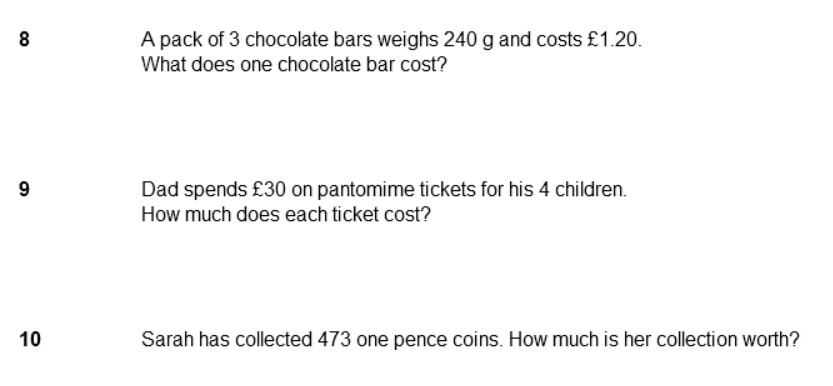 8 A pack of 3 chocolate bars weighs 240 g and costs £1.20.
What does one chocolate bar cost?
9 Dad spends £30 on pantomime tickets for his 4 children.
How much does each ticket cost?
10 Sarah has collected 473 one pence coins. How much is her collection worth?